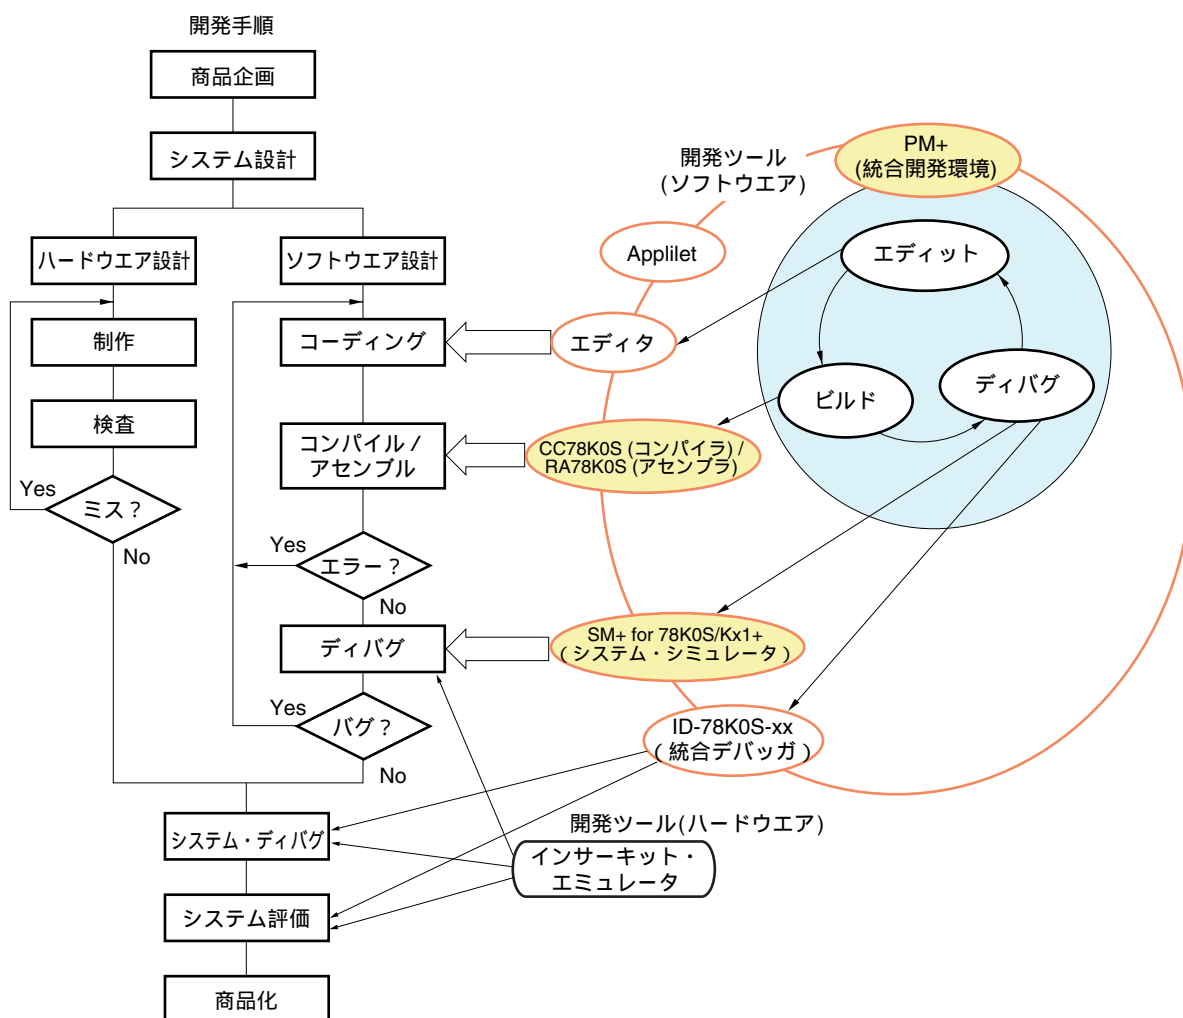 開発手順
商品企画
システム設計
ハードウエア設計
ソフトウエア設計
制作
検査
Yes
ミス？
No
コーディング
コンパイル /
アセンブル
Yes
エラー？
No
ディバグ
Yes
バグ？
No
システム・ディバグ
システム評価
商品化
開発ツール
(ソフトウエア)
PM+
(統合開発環境)
Applilet
エディタ
エディット
ビルド
ディバグ
CC78K0S (コンパイラ) /
RA78K0S (アセンブラ)
SM+ for 78K0S/Kx1+
(システム・シミュレータ)
ID-78K0S-xx
(統合デバッガ)
開発ツール(ハードウエア)
インサーキット・
エミュレータ